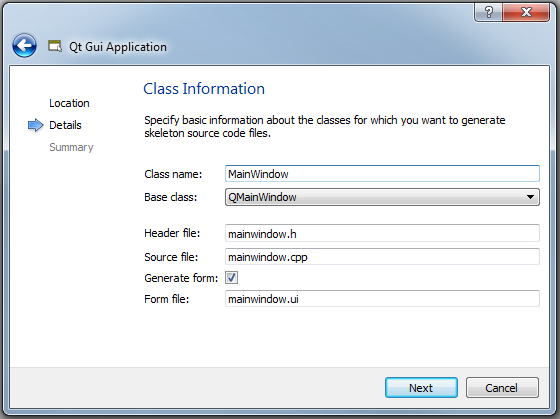 Qt Gui Application
Class Information
Location
Details
Summary
Specify basic information about the classes for which you want to generate
skeleton source code files.
Class name: MainWindow
Base class: QMainWindow
Header file: mainwindow.h
Source file: mainwindow.cpp
Generate form:
Form file: mainwindow.ui
Next Cancel